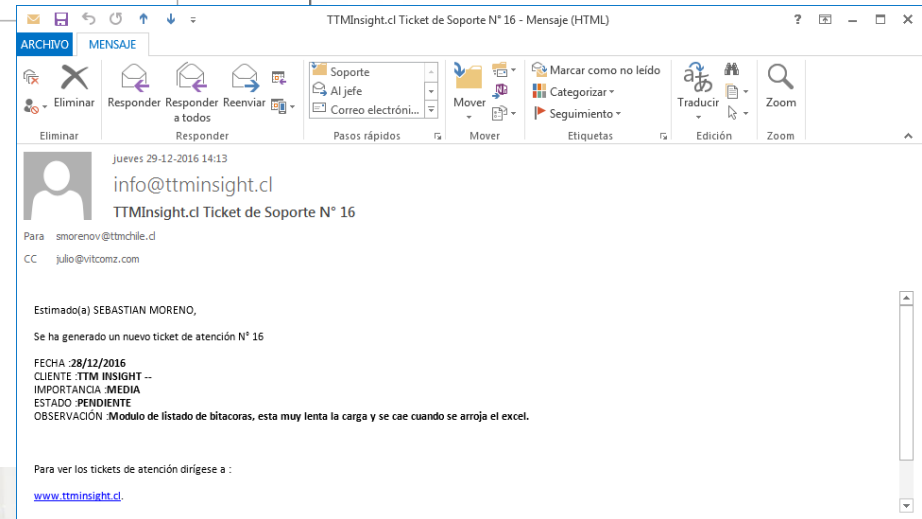 TTMInsight.cl Ticket de Soporte N° 16 - Mensaje (HTML)
ARCHIVO MENSAJE
Eliminar
Responder
Responder a todos
Reenviar
Soporte
Al jefe
Correo electróni...
Mover
Marcar como no leído
Categorizar
Seguimiento
Traducir
Zoom
Eliminar Responder Pasos rápidos Mover Etiquetas Edición Zoom
jueves 29-12-2016 14:13
info@ttminsight.cl
TTMInsight.cl Ticket de Soporte N° 16
Para smorenov@ttmchile.cl
CC julio@vitcomz.com
Estimado(a) SEBASTIAN MORENO,
Se ha generado un nuevo ticket de atención N° 16
FECHA :28/12/2016
CLIENTE :TTM INSIGHT --
IMPORTANCIA :MEDIA
ESTADO :PENDIENTE
OBSERVACIÓN :Modulo de listado de bitacoras, esta muy lenta la carga y se cae cuando se arroja el excel.
Para ver los tickets de atención dirígese a :
www.ttminsight.cl.